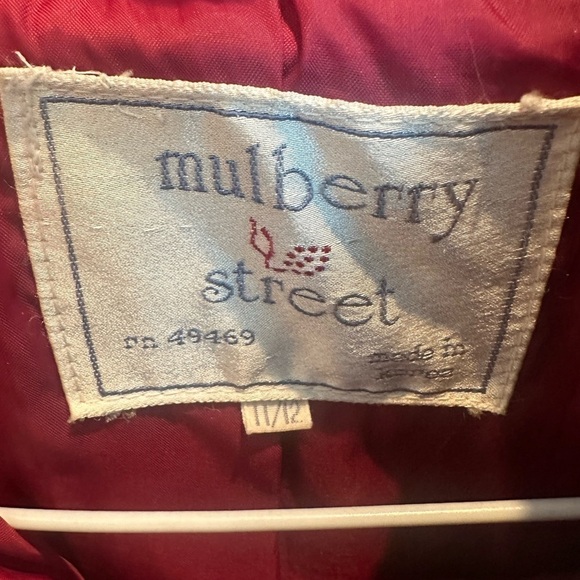 mulberry
street
rn 49469
made in
Korea
11/12